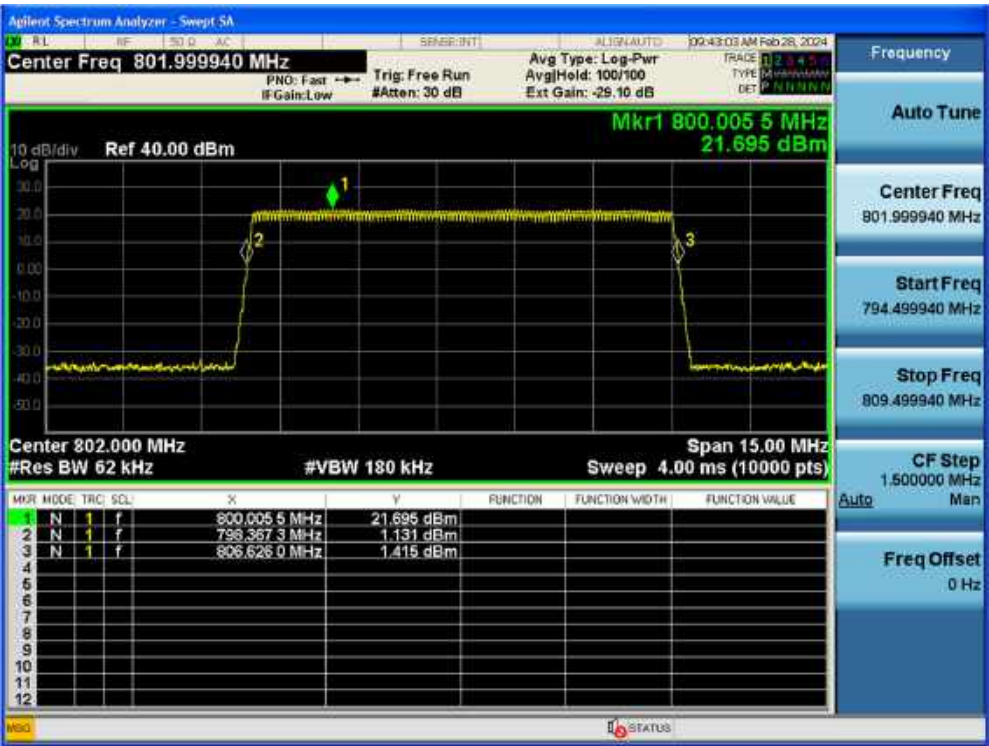 Agilent Spectrum Analyzer - Swept SA
RL RF 50 Ω AC SENSE:INT ALIGNAUTO 09:43:03 AM Feb 28, 2024
Center Freq 801.999940 MHz
PNO: Fast
IFGain:Low
Trig: Free Run
#Atten: 30 dB
Avg Type: Log-Pwr
Avg|Hold: 100/100
Ext Gain: -29.10 dB
TRACE 1 2 3 4 5 6
TYPE M
DET P N N N N N
Mkr1 800.005 5 MHz
21.695 dBm
10 dB/div Ref 40.00 dBm
Log
30.0
20.0
10.0
0.00
-10.0
-20.0
-30.0
-40.0
-50.0
1
2
3
Center 802.000 MHz Span 15.00 MHz
#Res BW 62 kHz #VBW 180 kHz Sweep 4.00 ms (10000 pts)
MKR MODE TRC SCL X Y FUNCTION FUNCTION WIDTH FUNCTION VALUE
1 N 1 f 800.005 5 MHz 21.695 dBm
2 N 1 f 798.367 3 MHz 1.131 dBm
3 N 1 f 806.626 0 MHz 1.415 dBm
4
5
6
7
8
9
10
11
12
MSG STATUS
Frequency
Auto Tune
Center Freq
801.999940 MHz
Start Freq
794.499940 MHz
Stop Freq
809.499940 MHz
CF Step
1.500000 MHz
Auto Man
Freq Offset
0 Hz